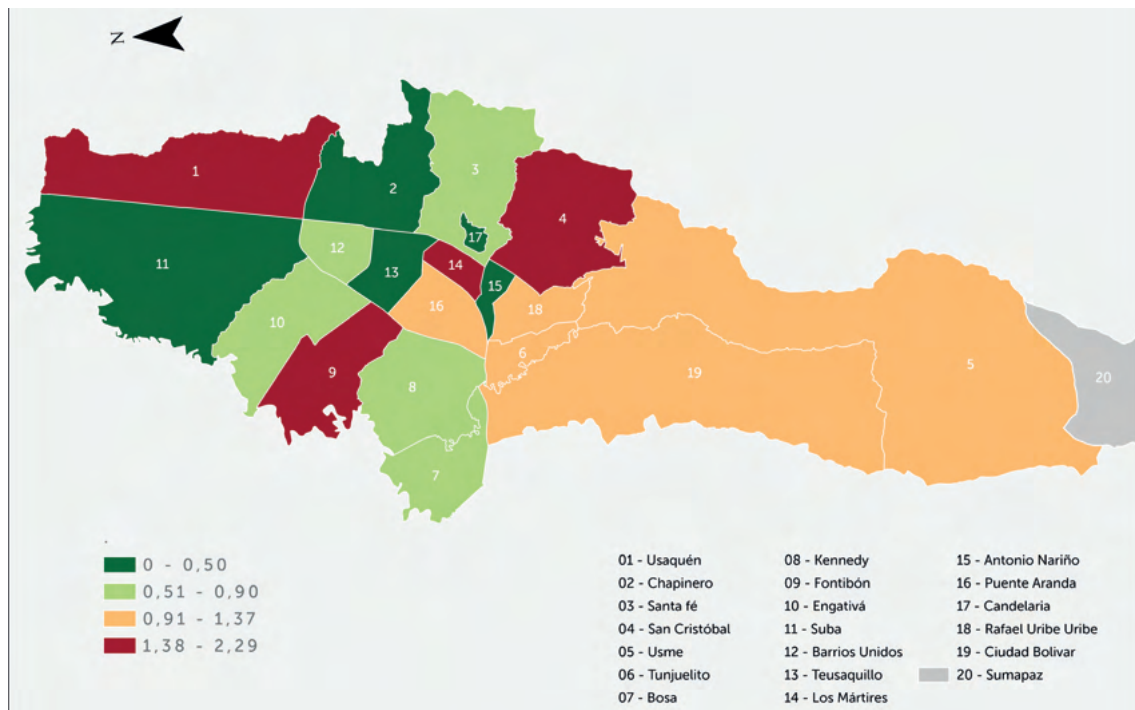 N
1
2
3
4
11
12
13
17
14
15
16
18
10
6
9
8
19
5
20
7
0 - 0,50
0,51 - 0,90
0,91 - 1,37
1,38 - 2,29
01 - Usaquén
02 - Chapinero
03 - Santa fé
04 - San Cristóbal
05 - Usme
06 - Tunjuelito
07 - Bosa
08 - Kennedy
09 - Fontibón
10 - Engativá
11 - Suba
12 - Barrios Unidos
13 - Teusaquillo
14 - Los Mártires
15 - Antonio Nariño
16 - Puente Aranda
17 - Candelaria
18 - Rafael Uribe Uribe
19 - Ciudad Bolivar
20 - Sumapaz